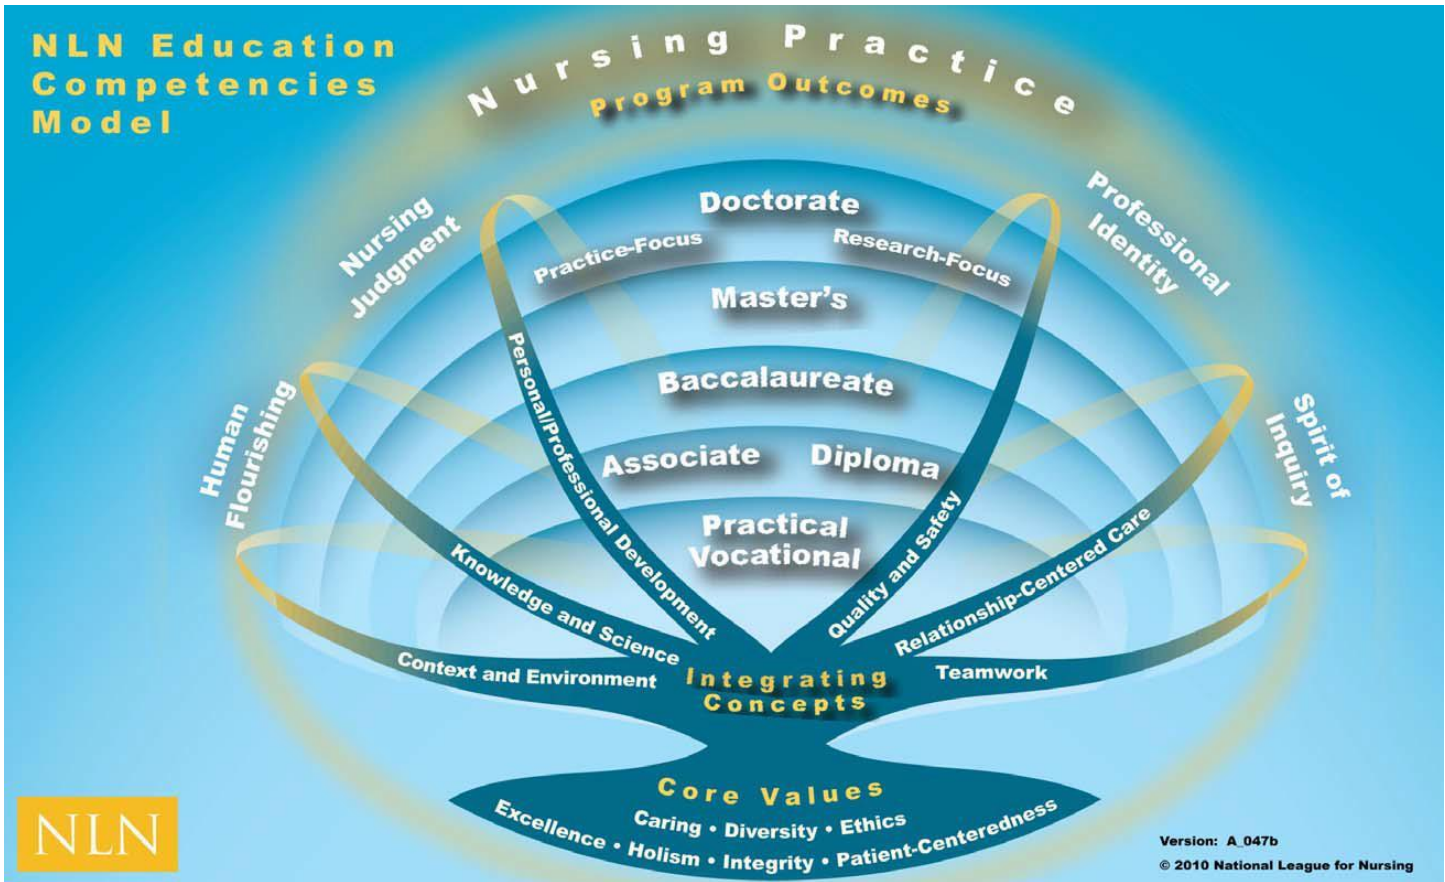 NLN Education
Competencies
Model
Nursing Practice
Program Outcomes
Nursing
Judgment
Professional
Identity
Human
Flourishing
Spirit of
Inquiry
Doctorate
Practice-Focus
Research-Focus
Master's
Baccalaureate
Associate
Diploma
Practical
Vocational
Personal/Professional Development
Quality and Safety
Knowledge and Science
Relationship-Centered Care
Context and Environment
Teamwork
Integrating
Concepts
Core Values
Caring • Diversity • Ethics
Excellence • Holism • Integrity • Patient-Centeredness
NLN
Version: A_047b
© 2010 National League for Nursing